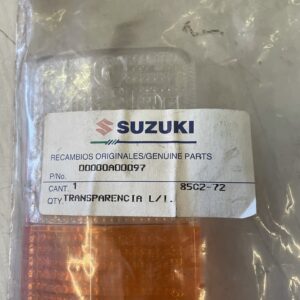 SUZUKI
RECAMBIOS ORIGINALES/GENUINE PARTS
P/No. 00000A00097
CANT. 1 85C2-72
QTY TRANSPARENCIA L/I.